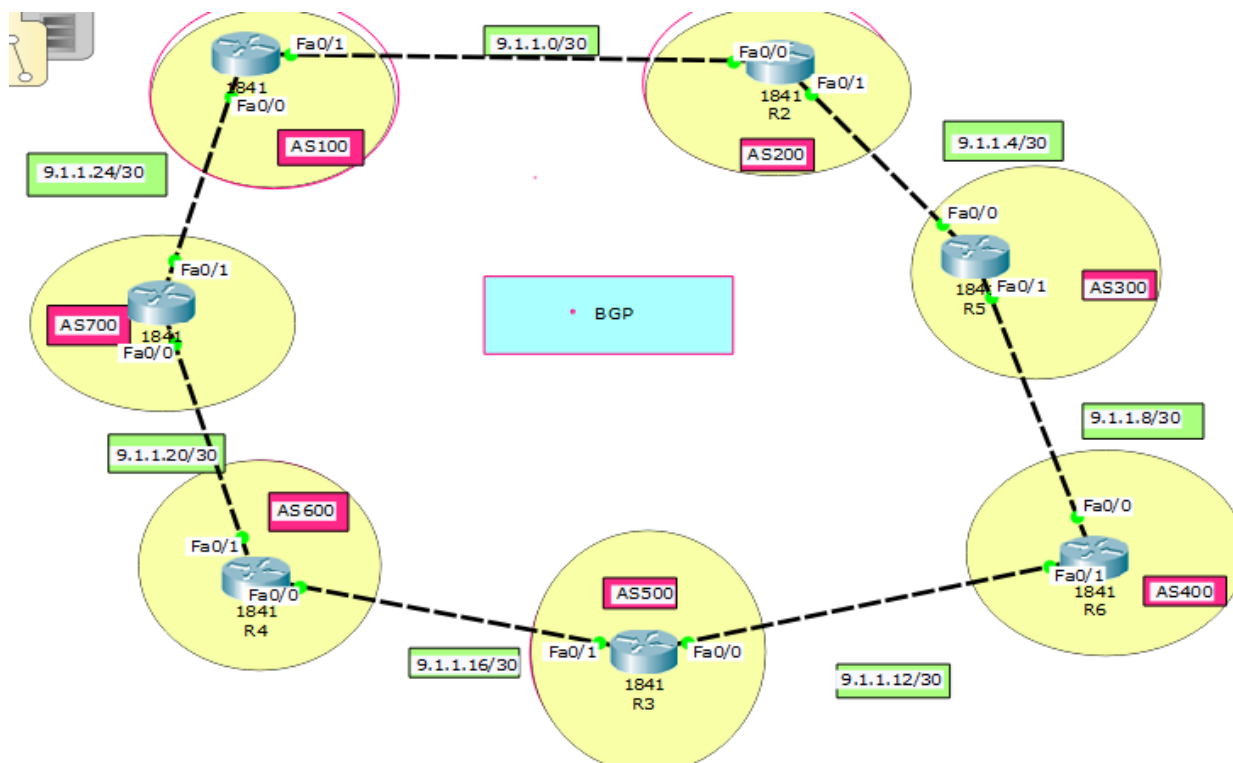 Fa0/1
9.1.1.0/30
Fa0/0
1841
Fa0/0
Fa0/1
1841
R2
AS100
AS200
9.1.1.24/30
9.1.1.4/30
Fa0/0
Fa0/1
AS300
Fa0/1
R5
AS700
1841
Fa0/0
BGP
9.1.1.8/30
9.1.1.20/30
AS600
Fa0/0
Fa0/1
Fa0/0
1841
R4
AS500
Fa0/1
1841
R6
AS400
Fa0/1
Fa0/0
1841
R3
9.1.1.16/30
9.1.1.12/30